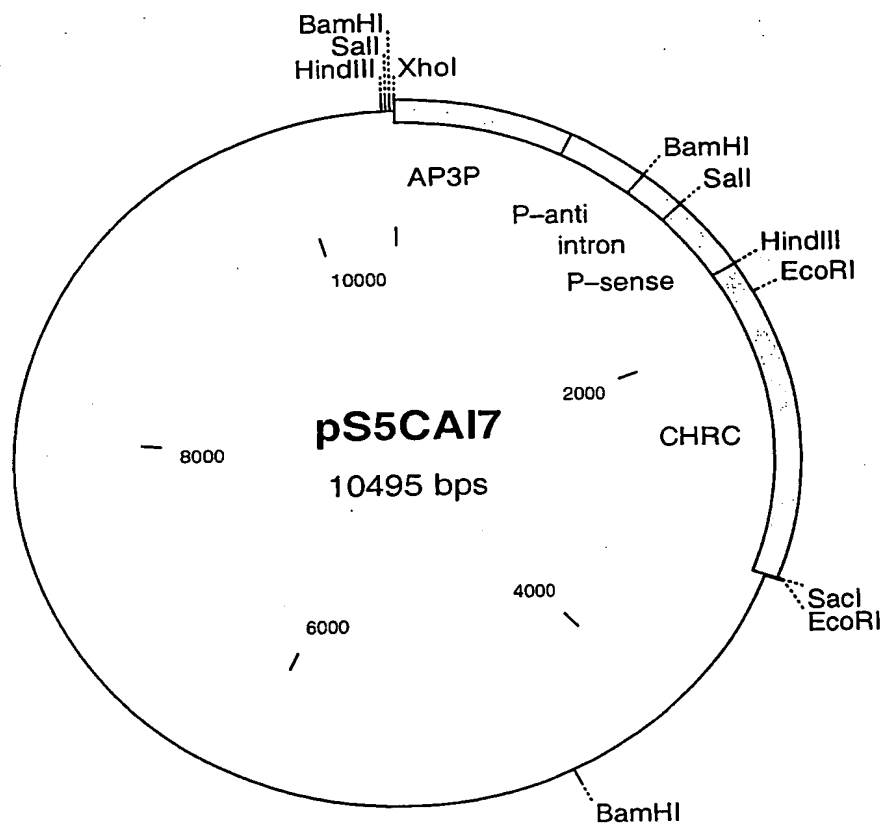 BamHI
SalI
HindIII XhoI
BamHI
SalI
AP3P
P-anti
intron
HindIII
EcoRI
P-sense
10000
2000
pS5CAI7
CHRC
8000
10495 bps
4000
SacI
EcoRI
6000
BamHI